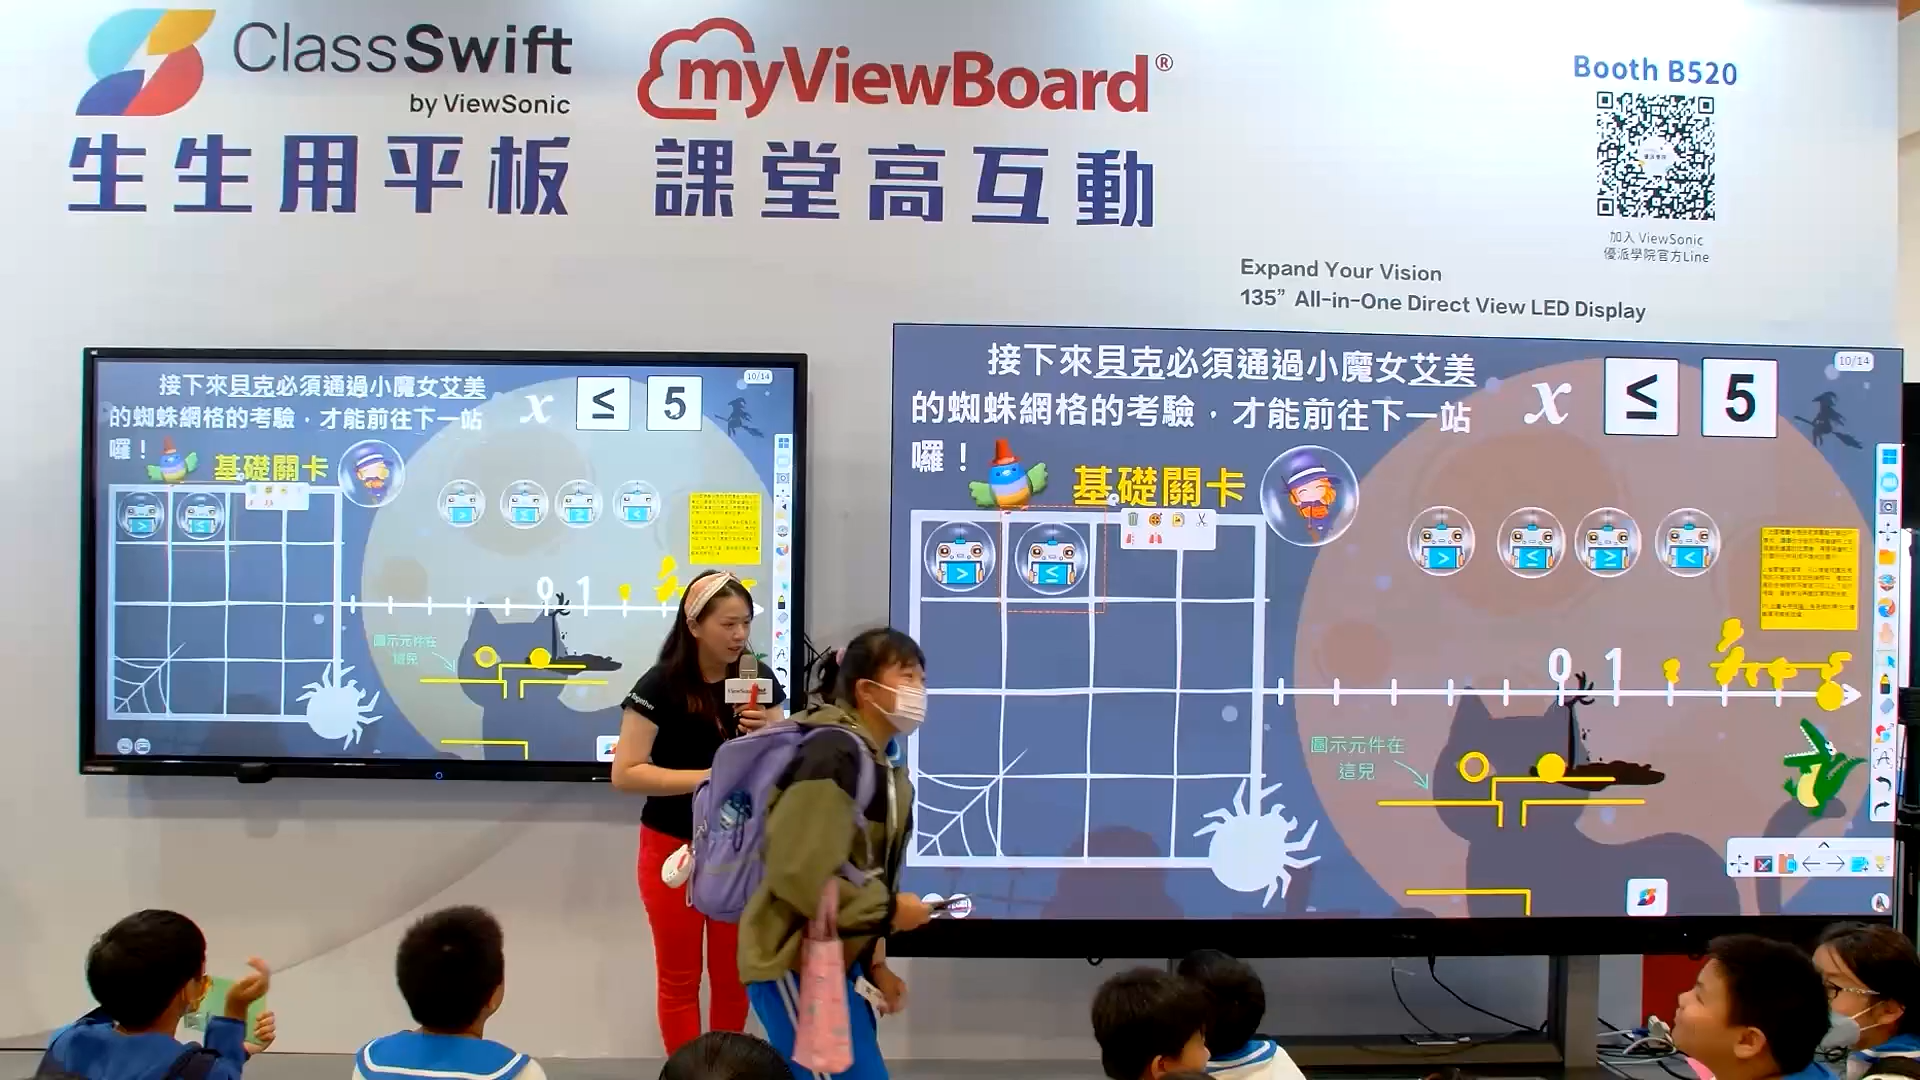 ClassSwift
by ViewSonic
myViewBoard®
生生用平板 課堂高互動
Booth B520
加入 ViewSonic
優派學院官方Line
Expand Your Vision
135” All-in-One Direct View LED Display
接下來貝克必須通過小魔女艾美
的蜘蛛網格的考驗，才能前往下一站
囉！
x ≤ 5
10/14
基礎關卡
> ≤
> ≤ ≥ <
0 1
圖示元件在
這兒
接下來貝克必須通過小魔女艾美
的蜘蛛網格的考驗，才能前往下一站
囉！
x ≤ 5
10/14
基礎關卡
> ≤
> ≤ ≥ <
0 1
圖示元件在
這兒